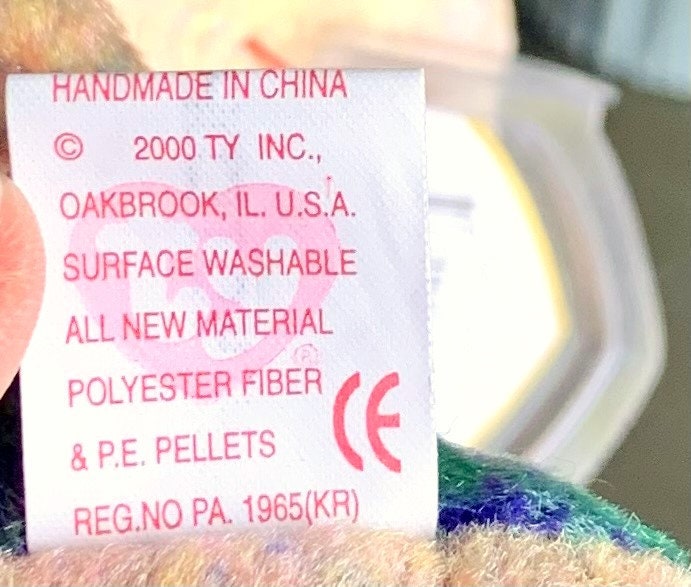 HANDMADE IN CHINA
© 2000 TY INC.,
OAKBROOK, IL. U.S.A.
SURFACE WASHABLE
ALL NEW MATERIAL
POLYESTER FIBER
& P.E. PELLETS
REG.NO PA. 1965(KR)
ty ®
CE